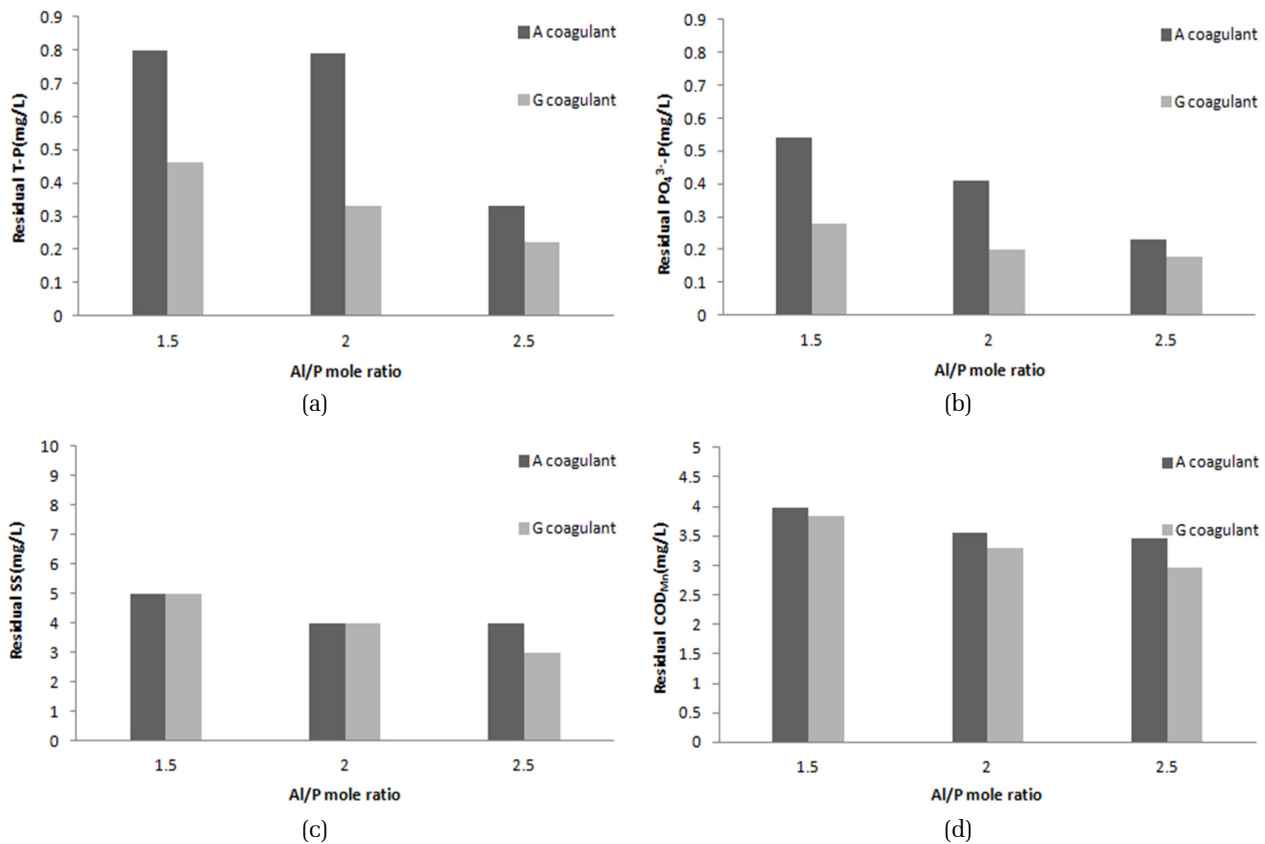 0.9
0.8
0.7
0.6
0.5
0.4
0.3
0.2
0.1
0
Residual T-P(mg/L)
A coagulant
G coagulant
1.5 2 2.5
Al/P mole ratio
(a)
0.9
0.8
0.7
0.6
0.5
0.4
0.3
0.2
0.1
0
Residual PO₄³⁻-P(mg/L)
A coagulant
G coagulant
1.5 2 2.5
Al/P mole ratio
(b)
10
9
8
7
6
5
4
3
2
1
0
Residual SS(mg/L)
A coagulant
G coagulant
1.5 2 2.5
Al/P mole ratio
(c)
5
4.5
4
3.5
3
2.5
2
1.5
1
0.5
0
Residual COD_Mn(mg/L)
A coagulant
G coagulant
1.5 2 2.5
Al/P mole ratio
(d)